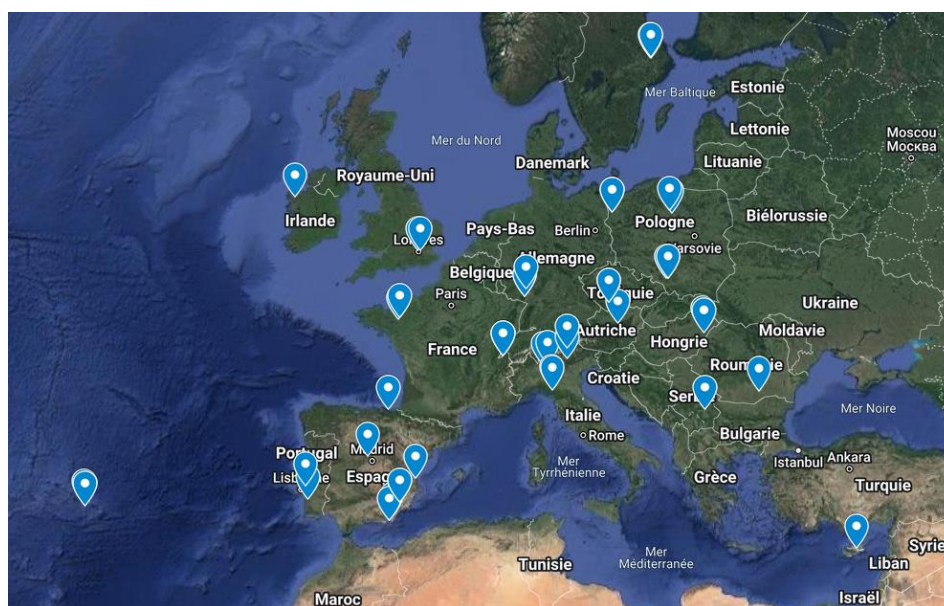 Estonie
Mer Baltique
Lettonie
Moscou
Москва
Mer du Nord
Danemark
Lituanie
Royaume-Uni
Irlande
Pologne
Biélorussie
Pays-Bas
Berlin
Varsovie
Allemagne
Belgique
Paris
Ukraine
Autriche
Hongrie
Moldavie
France
Roumanie
Croatie
Serbie
Italie
Mer Noire
Rome
Bulgarie
Portugal
Madrid
Mer
Tyrrhénienne
Istanbul
Ankara
Grèce
Turquie
Mer
Méditerranée
Tunisie
Syrie
Liban
Israël
Maroc